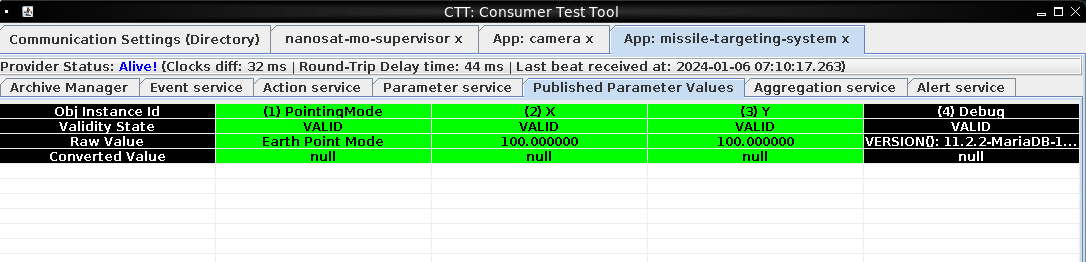 CTT: Consumer Test Tool
Communication Settings (Directory) nanosat-mo-supervisor x App: camera x App: missile-targeting-system x
Provider Status: Alive! (Clocks diff: 32 ms | Round-Trip Delay time: 44 ms | Last beat received at: 2024-01-06 07:10:17.263)
Archive Manager Event service Action service Parameter service Published Parameter Values Aggregation service Alert service
Obj Instance Id (1) PointingMode (2) X (3) Y (4) Debug
Validity State VALID VALID VALID VALID
Raw Value Earth Point Mode 100.000000 100.000000 VERSION(): 11.2.2-MariaDB-1...
Converted Value null null null null